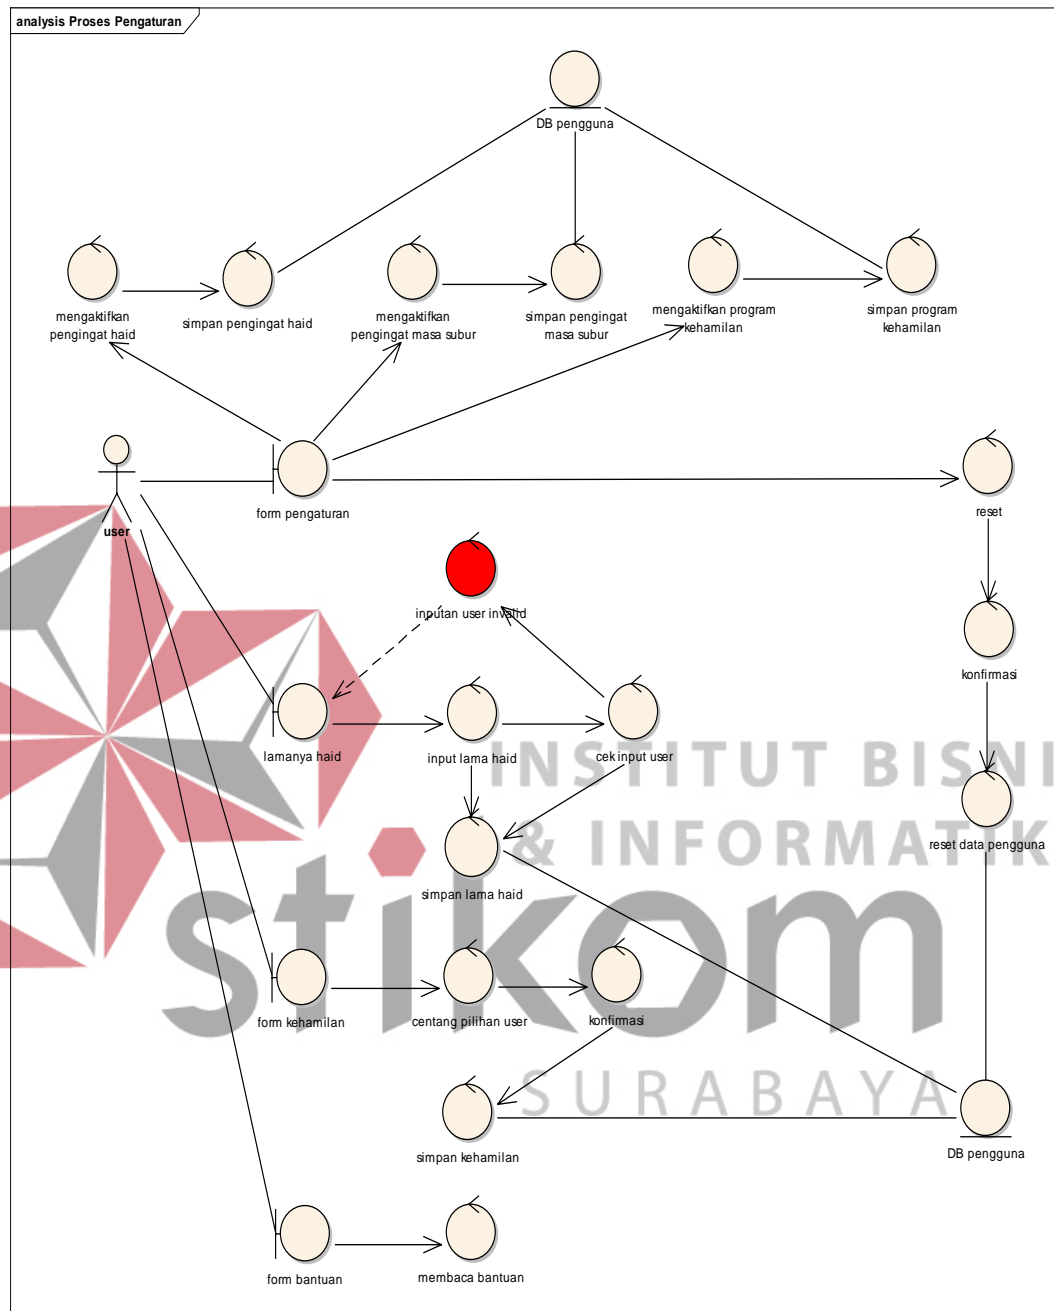 analysis Proses Pengaturan
DB pengguna
mengaktifkan
pengingat haid
simpan pengingat haid
mengaktifkan
pengingat masa subur
simpan pengingat
masa subur
mengaktifkan program
kehamilan
simpan program
kehamilan
user
form pengaturan
reset
inputan user invalid
konfirmasi
lamanya haid
input lama haid
cek input user
INSTITUT BISNI
& INFORMATIK
reset data pengguna
simpan lama haid
stikom
form kehamilan
centang pilihan user
konfirmasi
SURABAYA
simpan kehamilan
DB pengguna
form bantuan
membaca bantuan